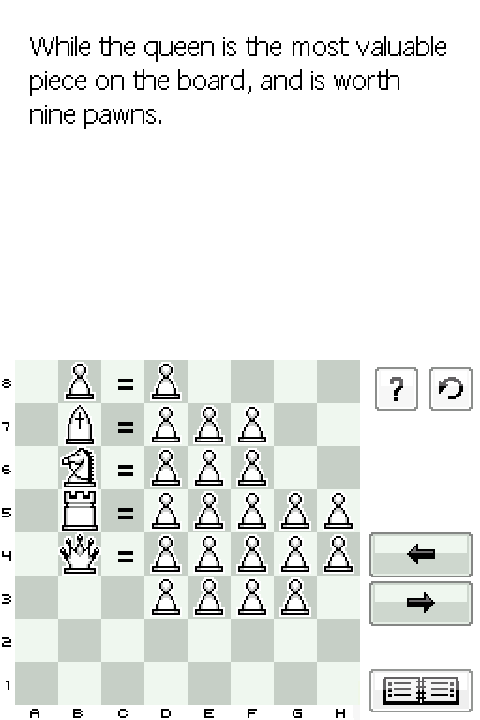 While the queen is the most valuable
piece on the board, and is worth
nine pawns.
8 =
?
7 =
6 =
5 =
4 =
3
2
1
A B C D E F G H